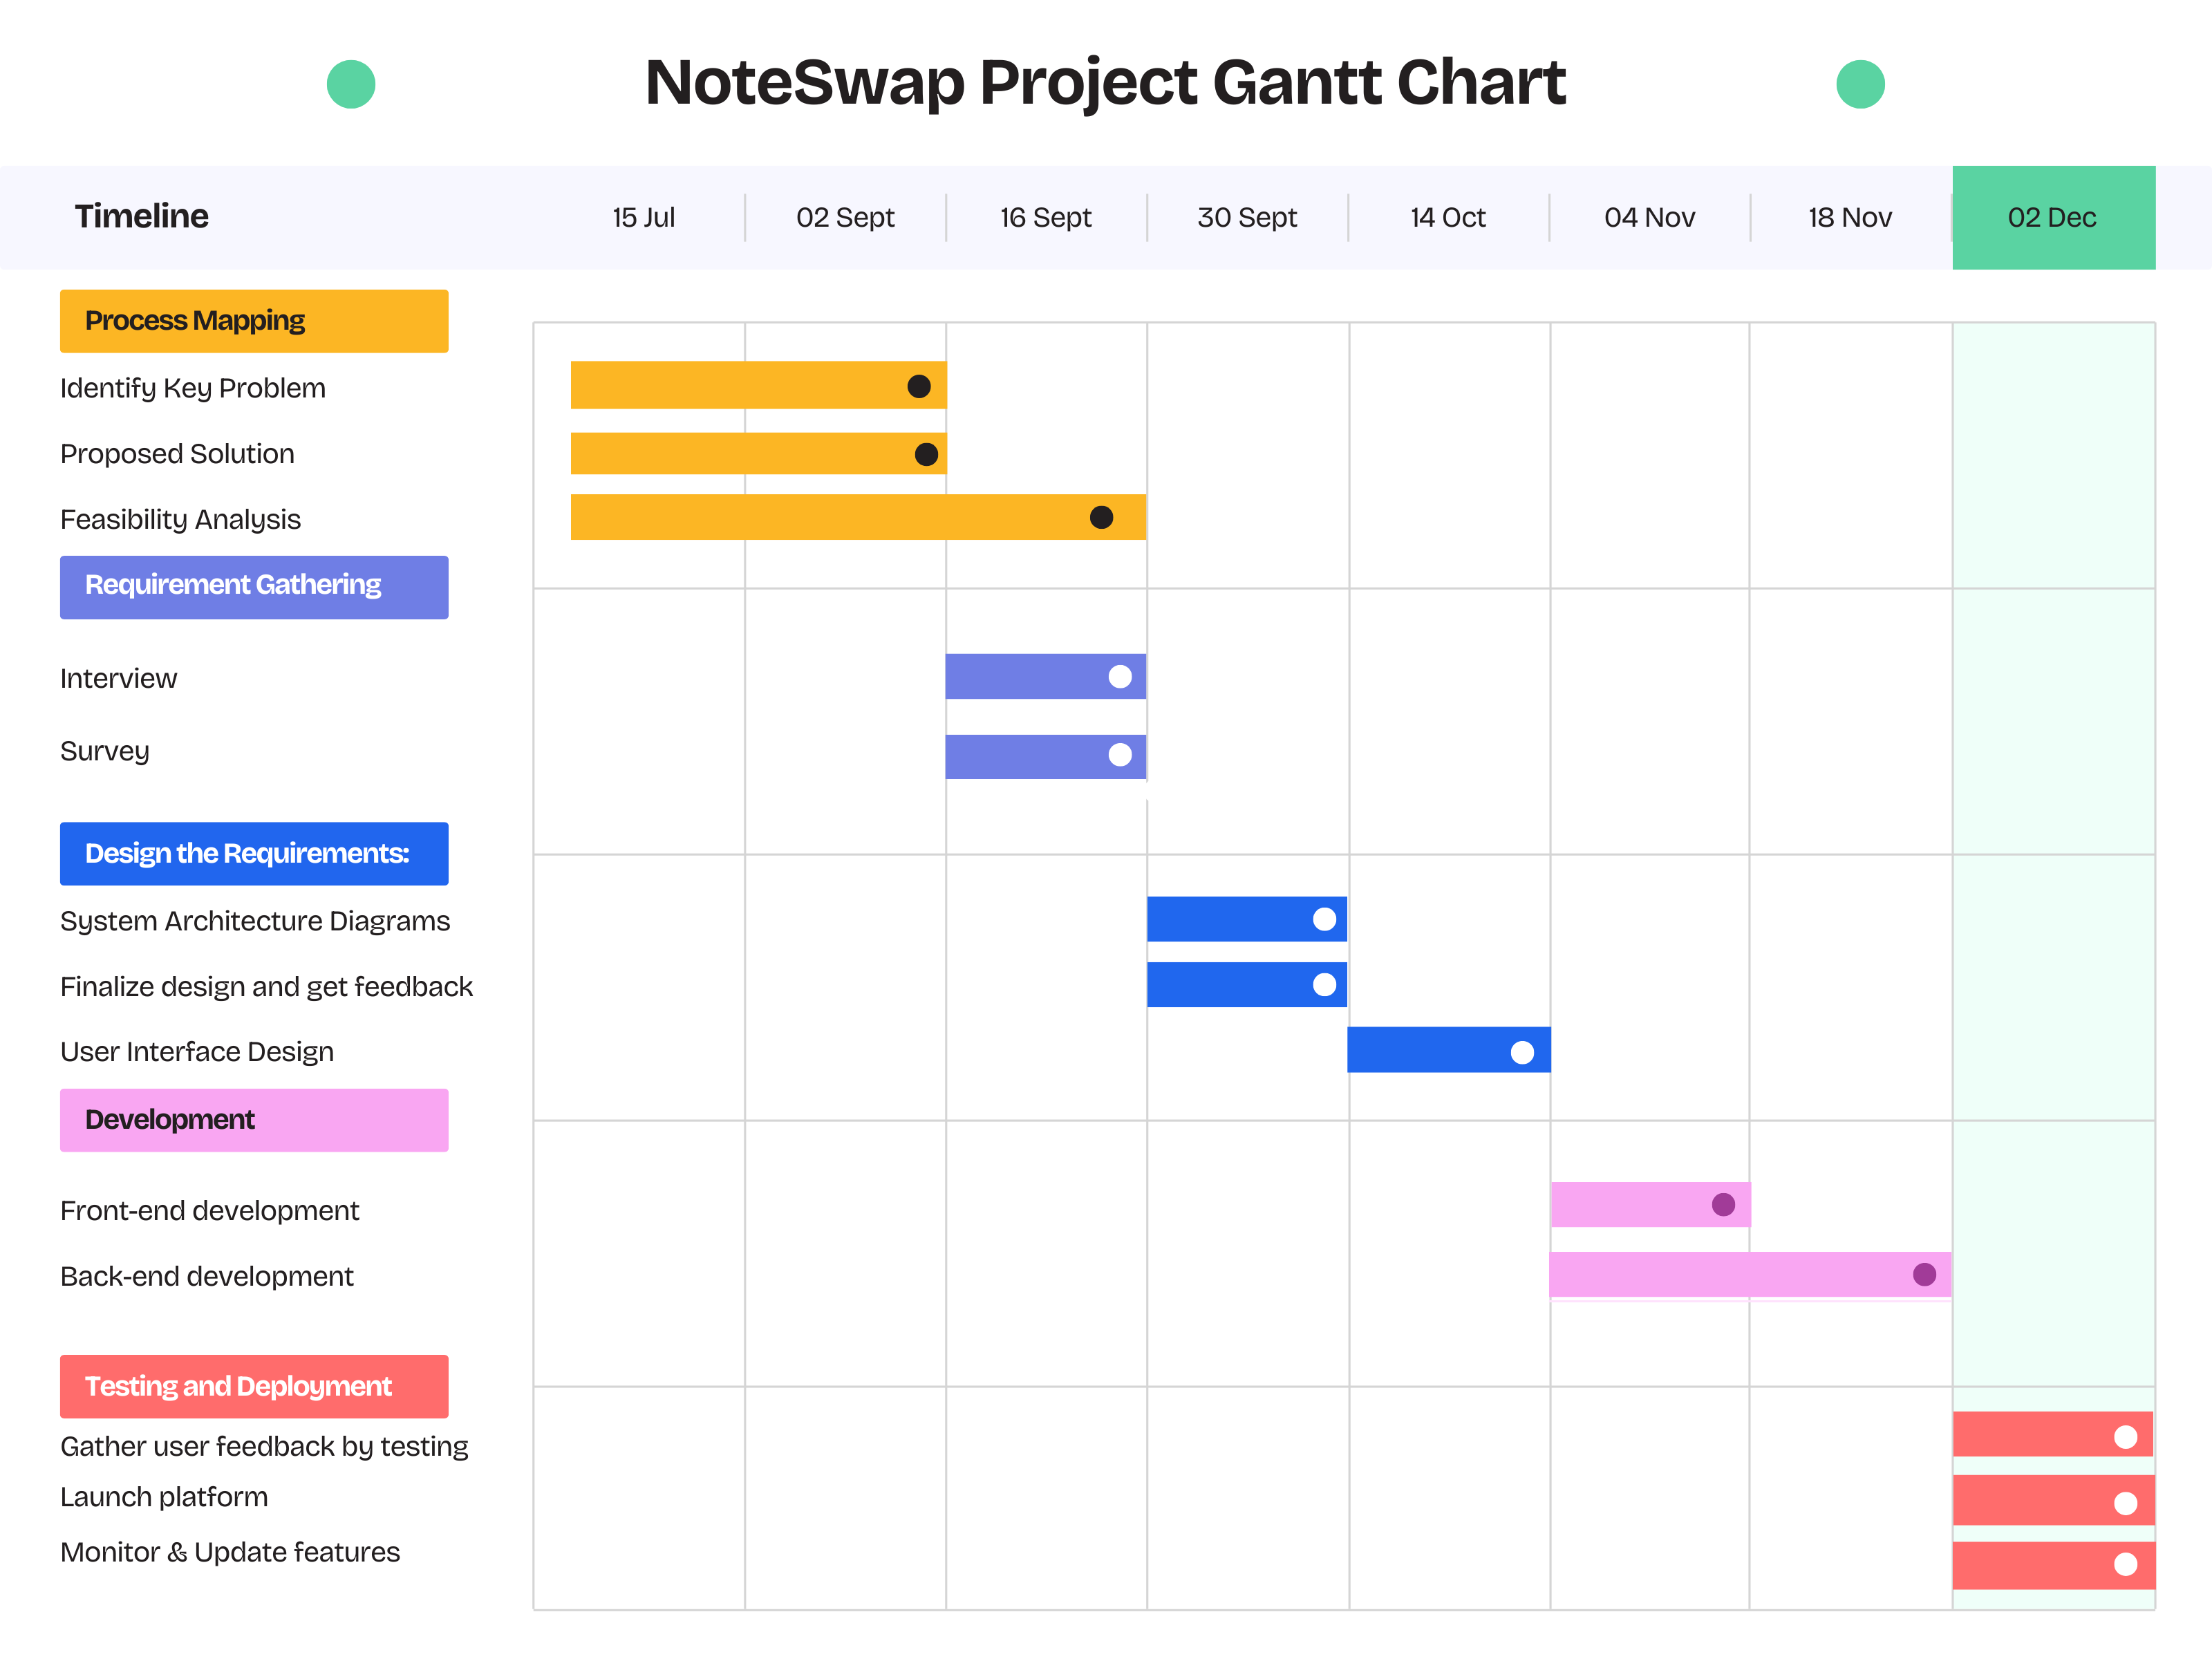 NoteSwap Project Gantt Chart
Timeline
15 Jul
02 Sept
16 Sept
30 Sept
14 Oct
04 Nov
18 Nov
02 Dec
Process Mapping
Identify Key Problem
Proposed Solution
Feasibility Analysis
Requirement Gathering
Interview
Survey
Design the Requirements:
System Architecture Diagrams
Finalize design and get feedback
User Interface Design
Development
Front-end development
Back-end development
Testing and Deployment
Gather user feedback by testing
Launch platform
Monitor & Update features